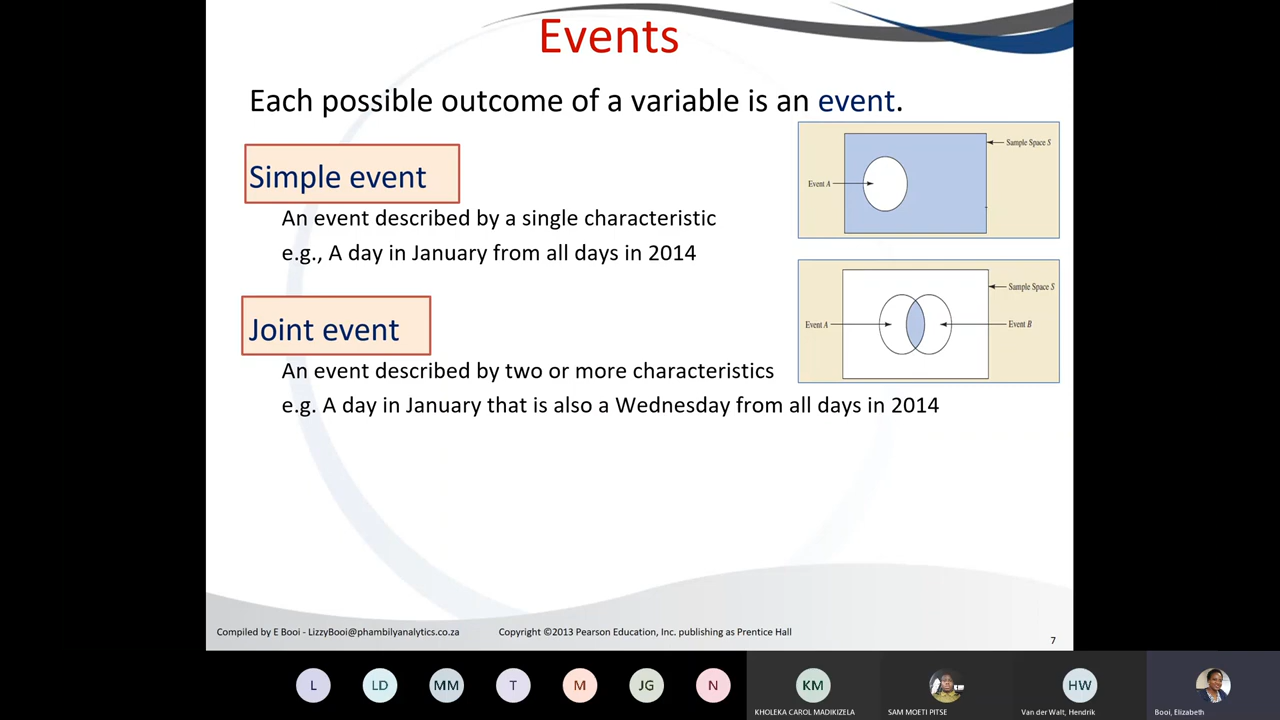 Events
Each possible outcome of a variable is an event.
Simple event
An event described by a single characteristic
e.g., A day in January from all days in 2014
Sample Space S
Event A
Joint event
An event described by two or more characteristics
e.g. A day in January that is also a Wednesday from all days in 2014
Sample Space S
Event A
Event B
Compiled by E Booi - LizzyBooi@phambilyanalytics.co.za
Copyright ©2013 Pearson Education, Inc. publishing as Prentice Hall
7
L
LD
MM
T
M
JG
N
KM
HW
KHOLEKA CAROL MADIKIZELA
SAM MOETI PITSE
Van der Walt, Hendrik
Booi, Elizabeth